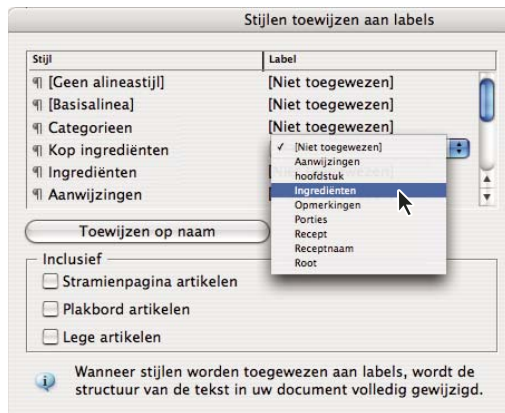 Stijlen toewijzen aan labels
Stijl Label
¶ [Geen alineastijl] [Niet toegewezen]
¶ [Basisalinea] [Niet toegewezen]
¶ Categorieen [Niet toegewezen]
¶ Kop ingrediënten ✓ [Niet toegewezen]
Aanwijzingen
¶ Ingrediënten hoofdstuk
¶ Aanwijzingen Ingrediënten
Opmerkingen
Porties
Toewijzen op naam Recept
Receptnaam
Root
Inclusief
Stramienpagina artikelen
Plakbord artikelen
Lege artikelen
Wanneer stijlen worden toegewezen aan labels, wordt de
structuur van de tekst in uw document volledig gewijzigd.